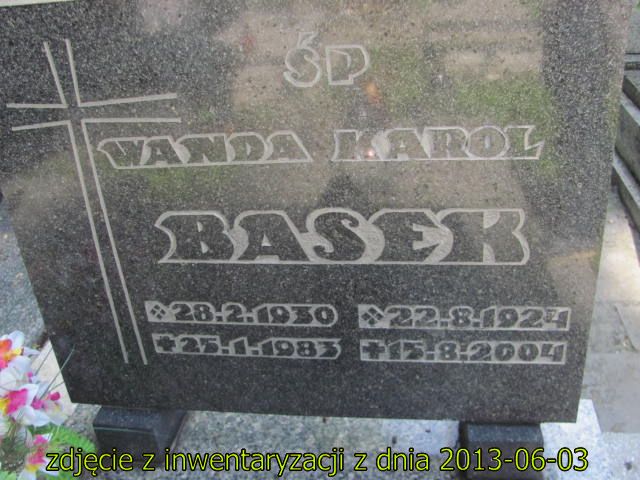 ŚP
WANDA KAROL
BASEK
28.2.1930 22.8.1924
25.1.1983 15.8.2004
zdjęcie z inwentaryzacji z dnia 2013-06-03